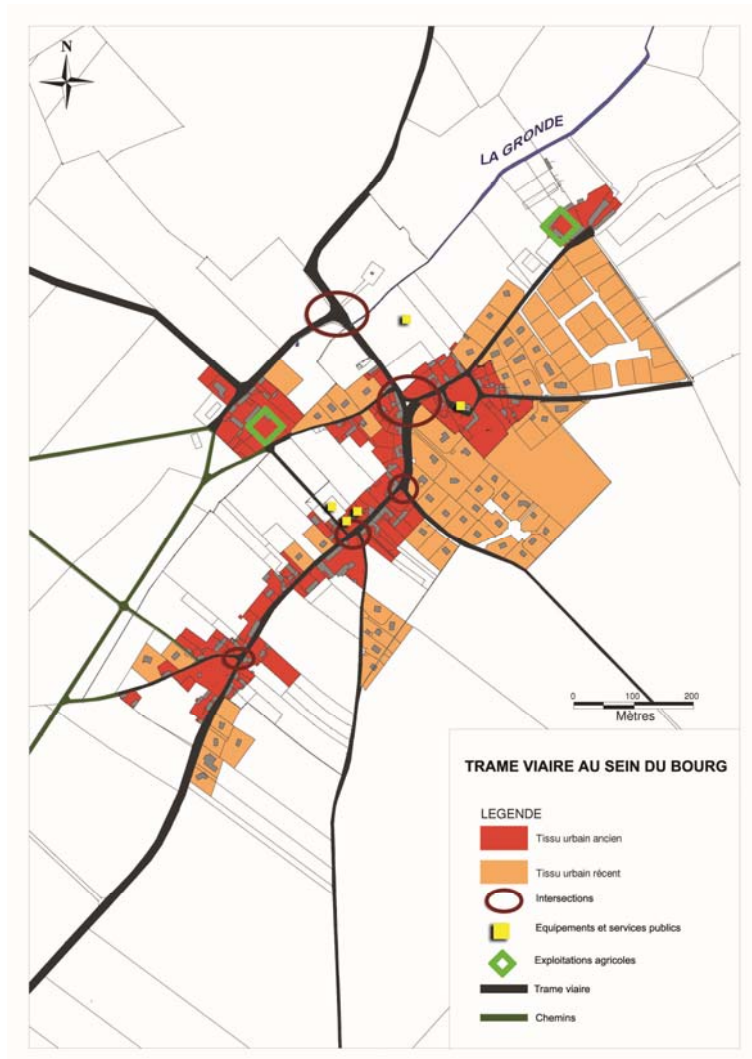 N
LA GRONDE
0 100 200
Mètres
TRAME VIAIRE AU SEIN DU BOURG
LEGENDE
Tissu urbain ancien
Tissu urbain récent
Intersections
Equipements et services publics
Exploitations agricoles
Trame viaire
Chemins